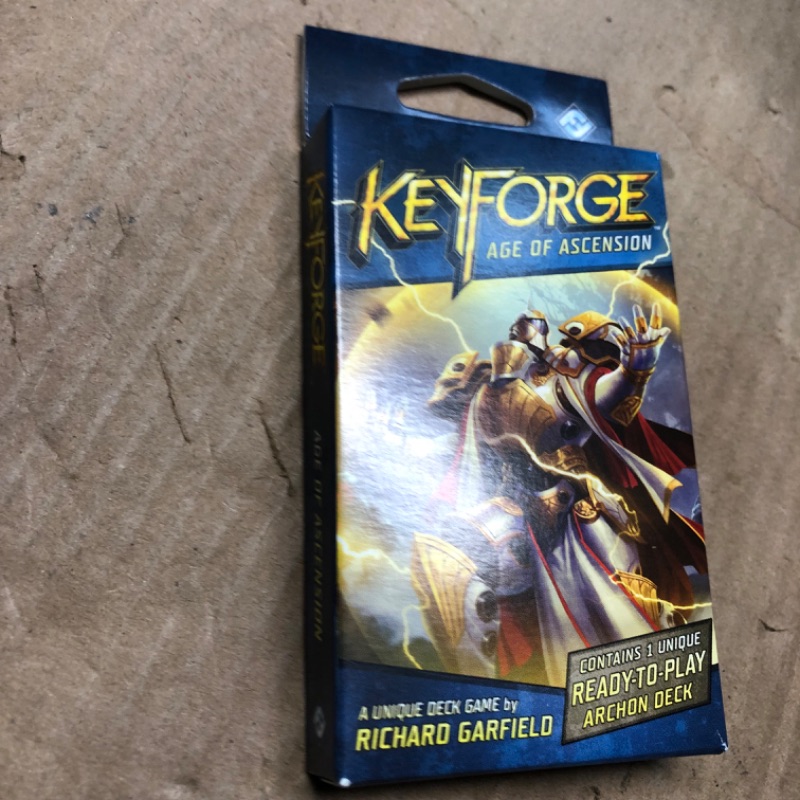 KEYFORGE
AGE OF ASCENSION
KEYFORGE
AGE OF ASCENSION
A UNIQUE DECK GAME by
RICHARD GARFIELD
CONTAINS 1 UNIQUE
READY-TO-PLAY
ARCHON DECK